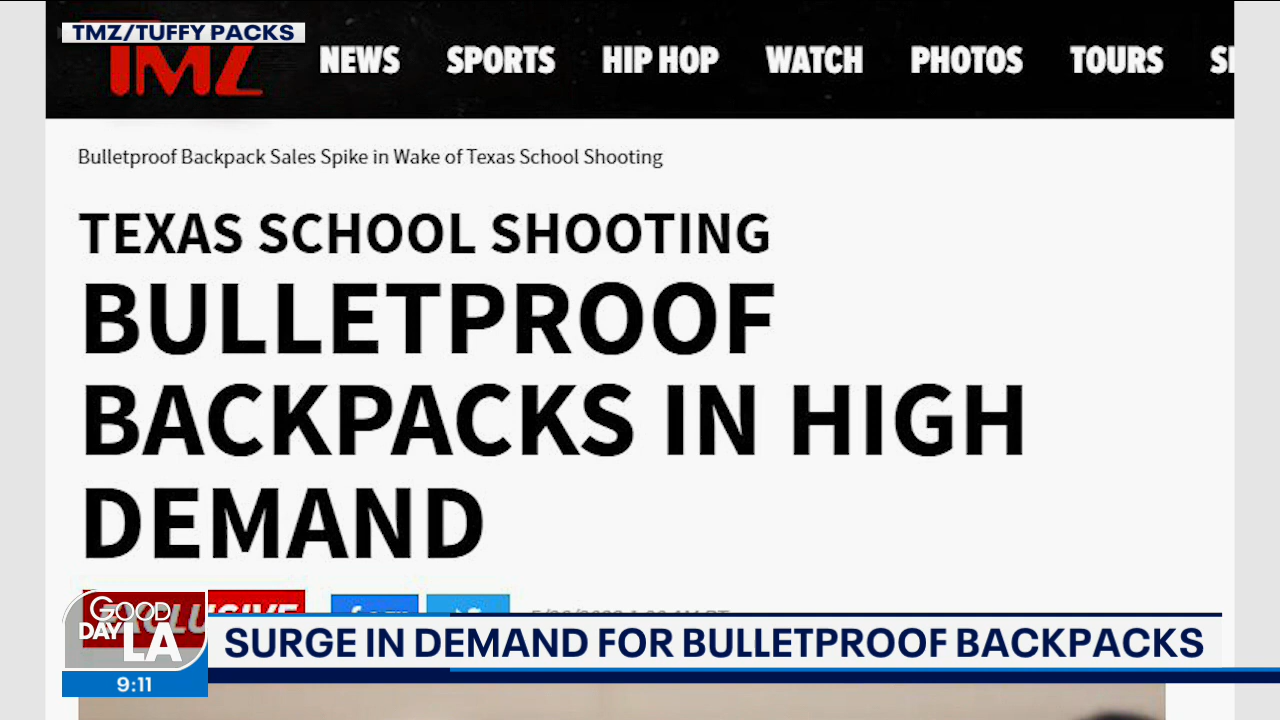 TMZ/TUFFY PACKS
TMZ
NEWS SPORTS HIP HOP WATCH PHOTOS TOURS
Bulletproof Backpack Sales Spike in Wake of Texas School Shooting
TEXAS SCHOOL SHOOTING
BULLETPROOF
BACKPACKS IN HIGH
DEMAND
EXCLUSIVE
GOOD
DAY
LA
SURGE IN DEMAND FOR BULLETPROOF BACKPACKS
9:11